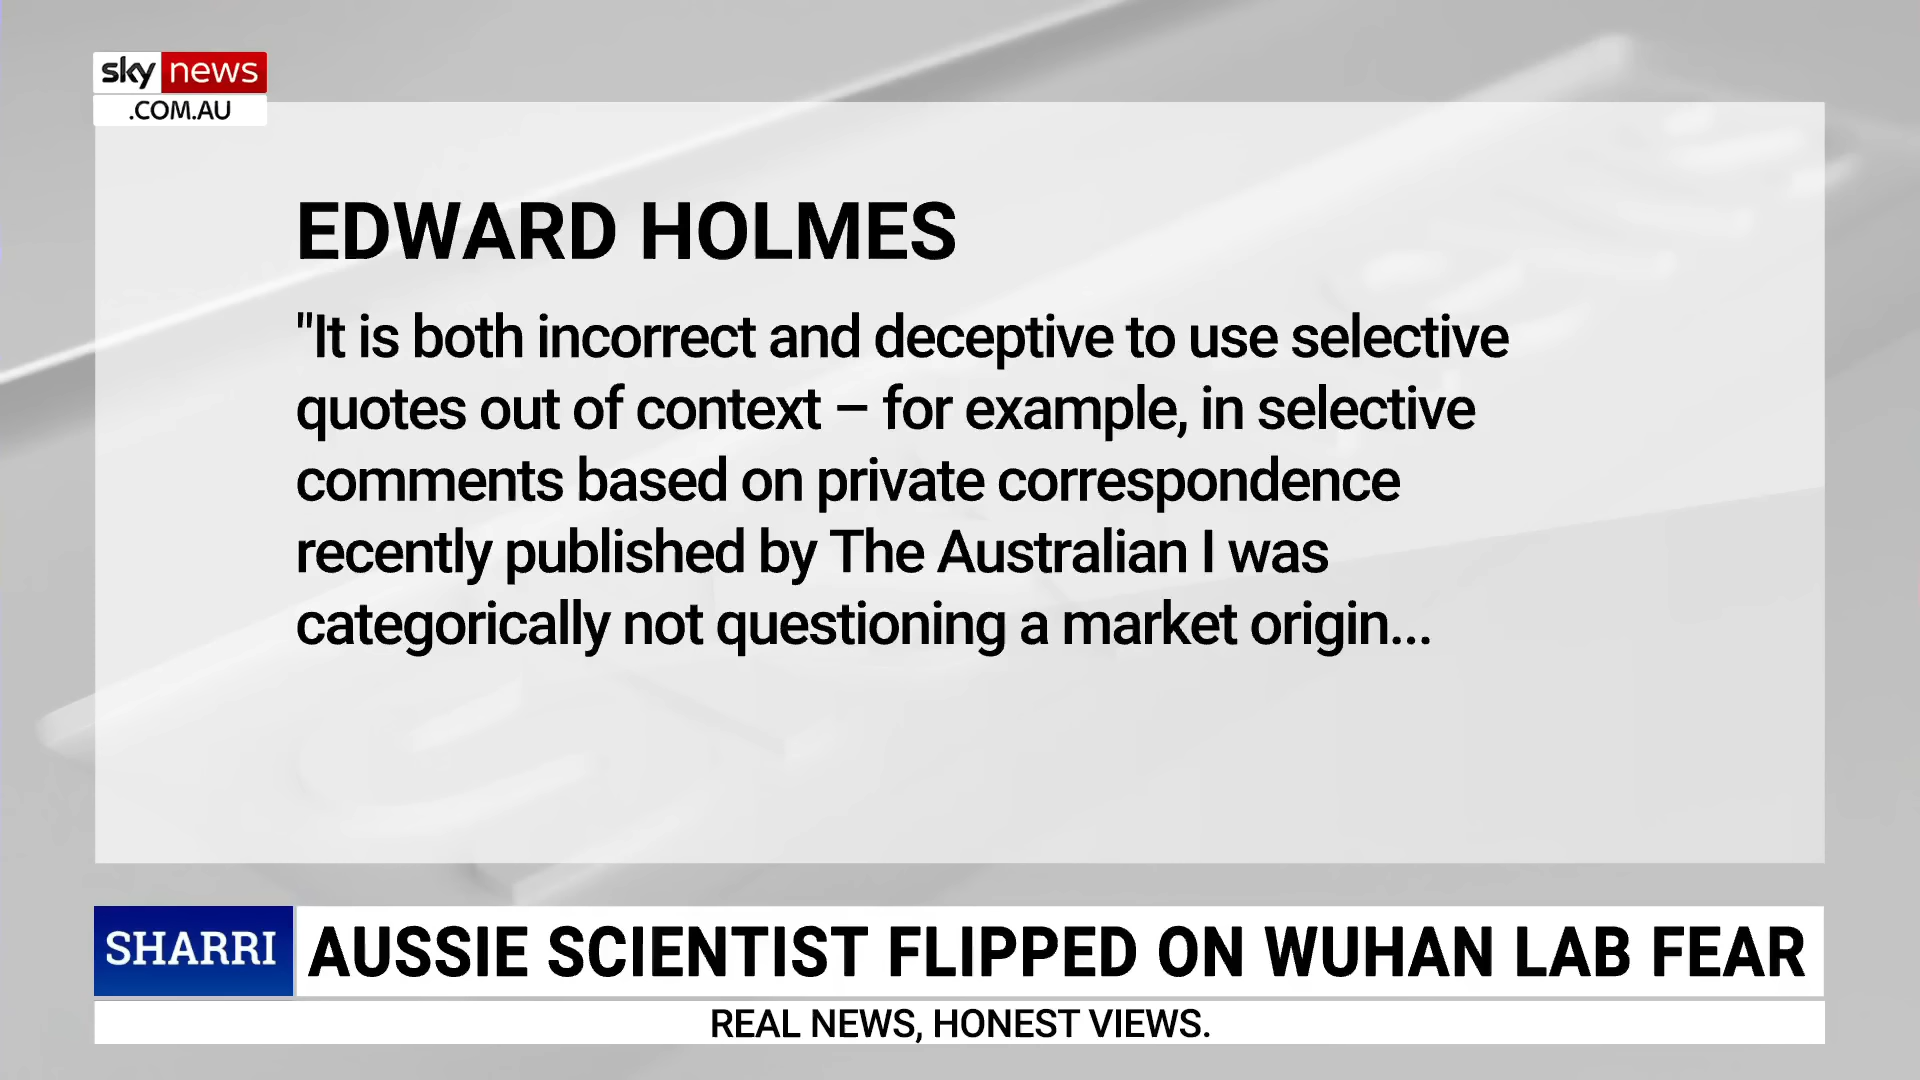 sky news
.COM.AU
EDWARD HOLMES
"It is both incorrect and deceptive to use selective
quotes out of context – for example, in selective
comments based on private correspondence
recently published by The Australian I was
categorically not questioning a market origin...
SHARRI AUSSIE SCIENTIST FLIPPED ON WUHAN LAB FEAR
REAL NEWS, HONEST VIEWS.